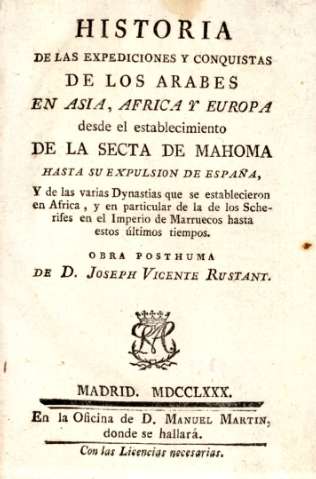 HISTORIA
DE LAS EXPEDICIONES Y CONQUISTAS
DE LOS ARABES
EN ASIA, AFRICA Y EUROPA
desde el establecimiento
DE LA SECTA DE MAHOMA
HASTA SU EXPULSION DE ESPAÑA,
Y de las varias Dynastias que se establecieron
en Africa, y en particular de la de los Sche-
rifes en el Imperio de Marruecos hasta
estos últimos tiempos.
OBRA POSTHUMA
DE D. JOSEPH VICENTE RUSTANT.
MADRID. MDCCLXXX.
En la Oficina de D. MANUEL MARTIN,
donde se hallará.
Con las Licencias necesarias.